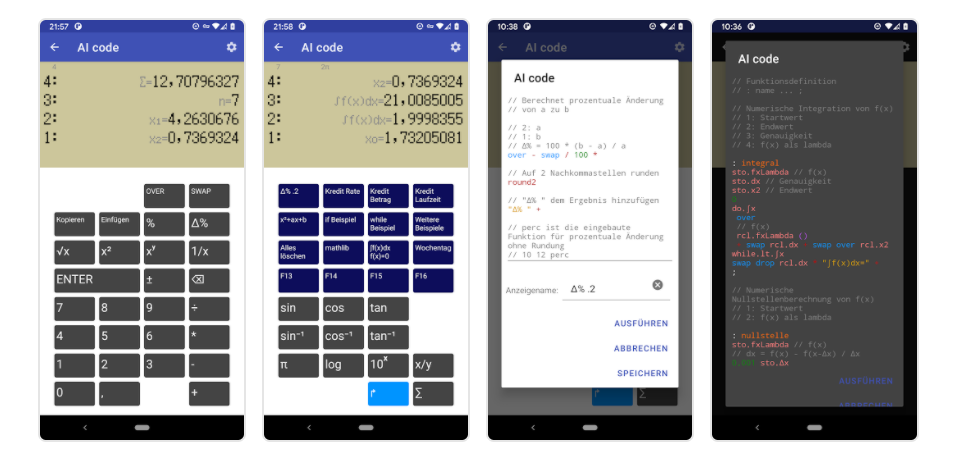 21:57
← AI code
4
4: Σ=12,70796327
3: n=7
2: x₁=4,2630676
1: x₂=0,7369324
OVER SWAP
Kopieren Einfügen % Δ%
√x x² xʸ 1/x
ENTER ±
7 8 9 ÷
4 5 6 *
1 2 3 -
0 , +
21:58
← AI code
7 2n
4: x₂=0,7369324
3: ∫f(x)dx=21,0085005
2: ∫f(x)dx=1,9998355
1: x₀=1,73205081
Δ% .2 Kredit Rate Kredit Betrag Kredit Laufzeit
x²+ax+b if Beispiel while Beispiel Weitere Beispiele
Alles löschen mathlib ∫f(x)dx f(x)=0 Wochentag
F13 F14 F15 F16
sin cos tan
sin⁻¹ cos⁻¹ tan⁻¹
π log 10ˣ x/y
Σ
10:38
← AI code
AI code
// Berechnet prozentuale Änderung
// von a zu b
// 2: a
// 1: b
// Δ% = 100 * (b - a) / a
over - swap / 100 *
// Auf 2 Nachkommastellen runden
round2
// "Δ% " dem Ergebnis hinzufügen
"Δ% " +
// perc ist die eingebaute
Funktion für prozentuale Änderung
ohne Rundung
// 10 12 perc
Anzeigename: Δ% .2
AUSFÜHREN
ABBRECHEN
SPEICHERN
Σ
10:36
AI code
// Funktionsdefinition
// : name ... ;
// Numerische Integration von f(x)
// 1: Startwert
// 2: Endwert
// 3: Genauigkeit
// 4: f(x) als lambda
: integral
sto.fxLambda // f(x)
sto.dx // Genauigkeit
sto.x2 // Endwert
do.∫x
over
// f(x)
rcl.fxLambda ()
swap rcl.dx swap over rcl.x2
while.lt.∫x
swap drop rcl.dx "∫f(x)dx="
;
// Numerische
Nullstellenberechnung von f(x)
// 1: Startwert
// 2: f(x) als lambda
: nullstelle
sto.fxLambda // f(x)
// dx = f(x) - f(x-Δx) / Δx
sto.Δx
AUSFÜHREN
ABBRECHEN